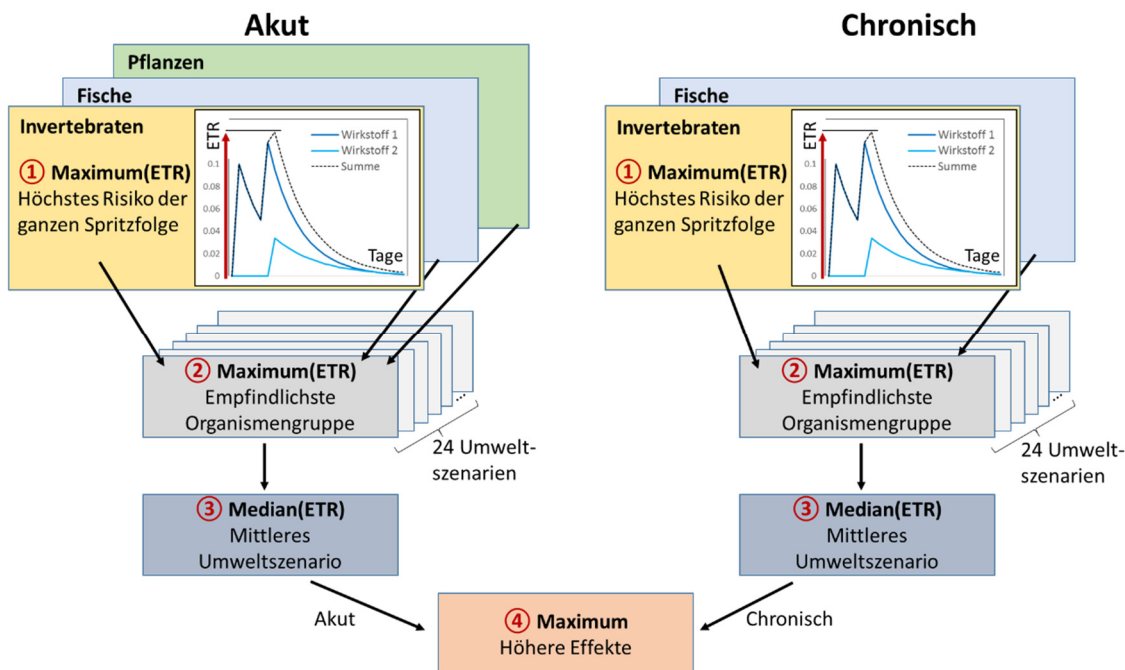 Akut
Pflanzen
Fische
Invertebraten
① Maximum(ETR)
Höchstes Risiko der
ganzen Spritzfolge
ETR
0.1
0.08
0.06
0.04
0.02
0
Wirkstoff 1
Wirkstoff 2
Summe
Tage
② Maximum(ETR)
Empfindlichste
Organismengruppe
...
24 Umwelt-
szenarien
③ Median(ETR)
Mittleres
Umweltszenario
Akut
Chronisch
Fische
Invertebraten
① Maximum(ETR)
Höchstes Risiko der
ganzen Spritzfolge
ETR
0.1
0.08
0.06
0.04
0.02
0
Wirkstoff 1
Wirkstoff 2
Summe
Tage
② Maximum(ETR)
Empfindlichste
Organismengruppe
...
24 Umwelt-
szenarien
③ Median(ETR)
Mittleres
Umweltszenario
Chronisch
④ Maximum
Höhere Effekte